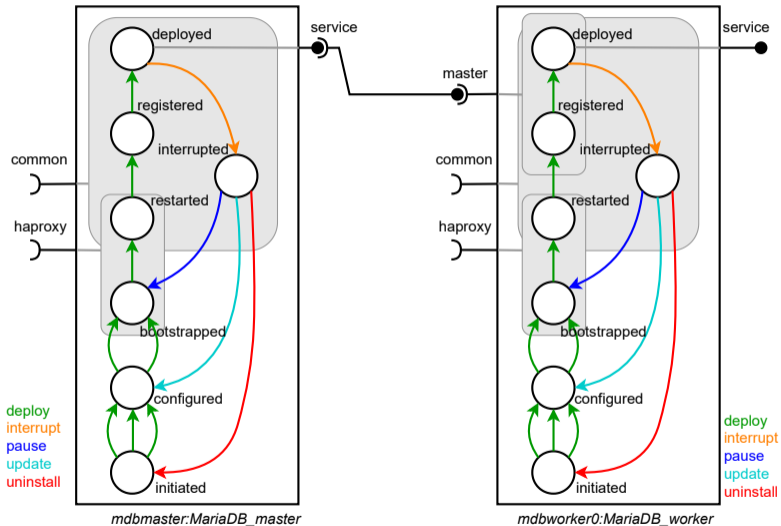 service
deployed
master
registered
interrupted
common
restarted
haproxy
bootstrapped
configured
deploy
interrupt
pause
update
uninstall
initiated
mdbmaster:MariaDB_master
service
deployed
registered
interrupted
common
restarted
haproxy
bootstrapped
configured
deploy
interrupt
pause
update
uninstall
initiated
mdbworker0:MariaDB_worker